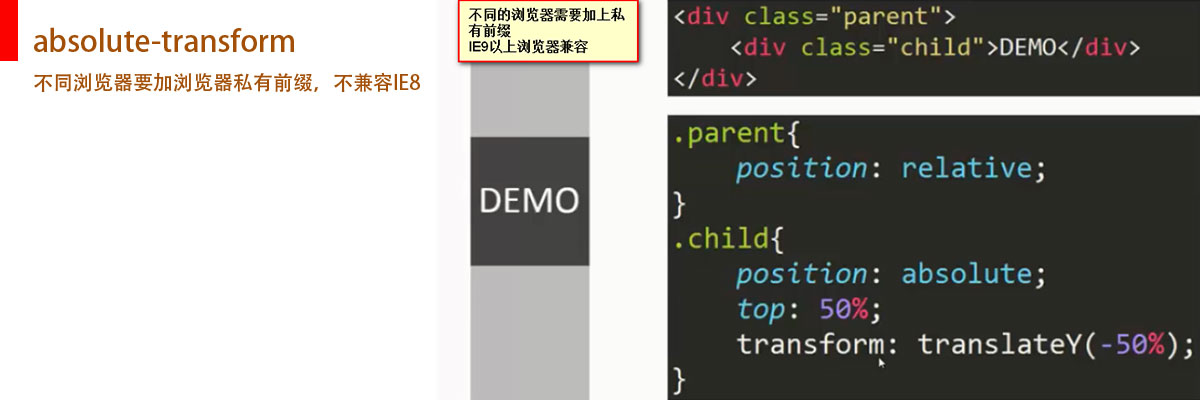 absolute-transform
不同浏览器要加浏览器私有前缀，不兼容IE8
不同的浏览器需要加上私
有前缀
IE9以上浏览器兼容
DEMO
<div class="parent">
    <div class="child">DEMO</div>
</div>
.parent{
    position: relative;
}
.child{
    position: absolute;
    top: 50%;
    transform: translateY(-50%);
}